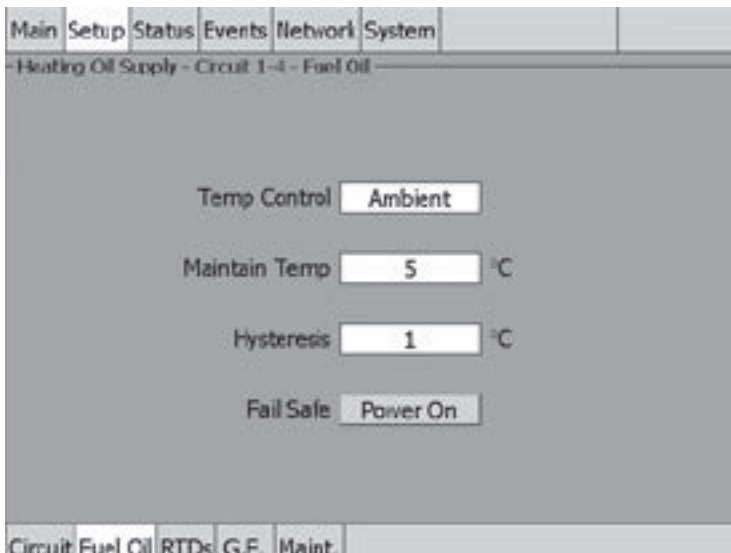 Main Setup Status Events Network System
Heating Oil Supply - Circuit 1-4 - Fuel Oil
Temp Control Ambient
Maintain Temp 5 °C
Hysteresis 1 °C
Fail Safe Power On
Circuit Fuel Oil RTDs G.F. Maint.